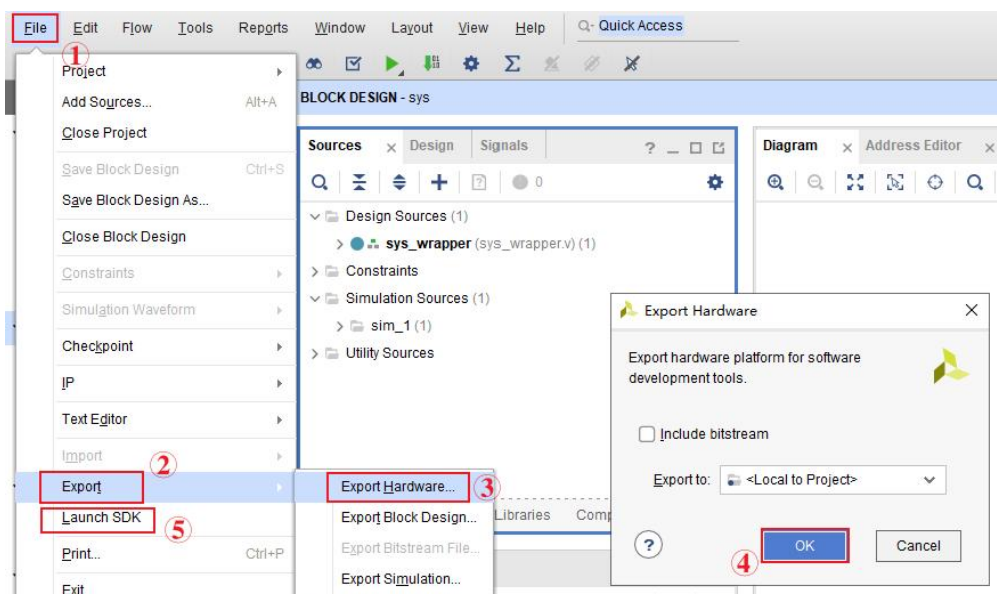 File Edit Flow Tools Reports Window Layout View Help Quick Access
①
Project
Add Sources... Alt+A
Close Project
Save Block Design Ctrl+S
Save Block Design As...
Close Block Design
Constraints
Simulation Waveform
Checkpoint
IP
Text Editor
Import
②
Export
Launch SDK
⑤
Print... Ctrl+P
Exit
Export Hardware...
③
Export Block Design...
Export Bitstream File...
Export Simulation...
BLOCK DESIGN - sys
Sources Design Signals
0
Design Sources (1)
sys_wrapper (sys_wrapper.v) (1)
Constraints
Simulation Sources (1)
sim_1 (1)
Utility Sources
Libraries
Diagram Address Editor
Export Hardware
Export hardware platform for software
development tools.
Include bitstream
Export to: <Local to Project>
④
OK Cancel